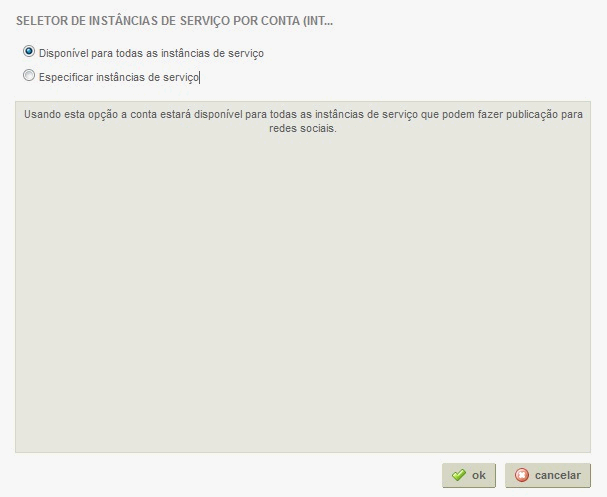 SELETOR DE INSTÂNCIAS DE SERVIÇO POR CONTA (INT...
Disponível para todas as instâncias de serviço
Especificar instâncias de serviço
Usando esta opção a conta estará disponível para todas as instâncias de serviço que podem fazer publicação para
redes sociais.
ok cancelar